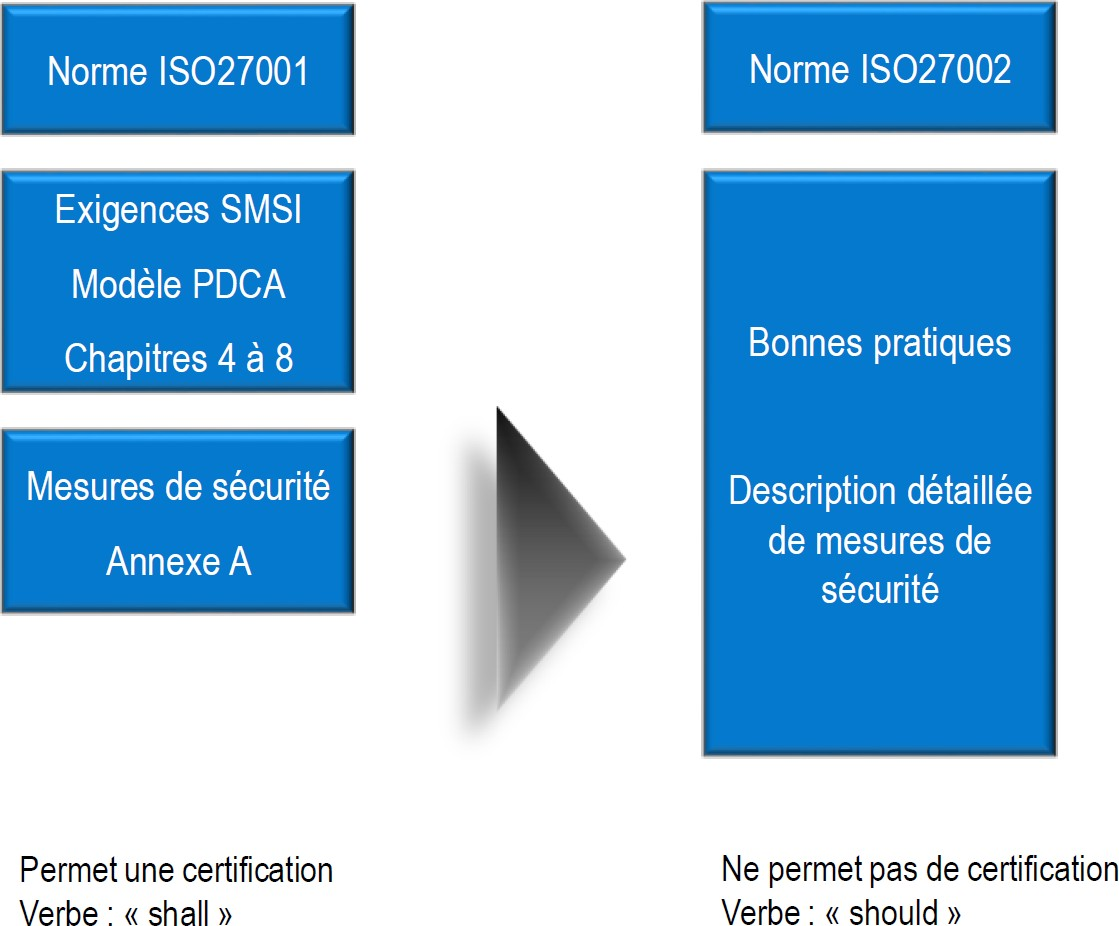 Norme ISO27001
Exigences SMSI
Modèle PDCA
Chapitres 4 à 8
Mesures de sécurité
Annexe A
Permet une certification
Verbe : « shall »
Norme ISO27002
Bonnes pratiques
Description détaillée
de mesures de
sécurité
Ne permet pas de certification
Verbe : « should »